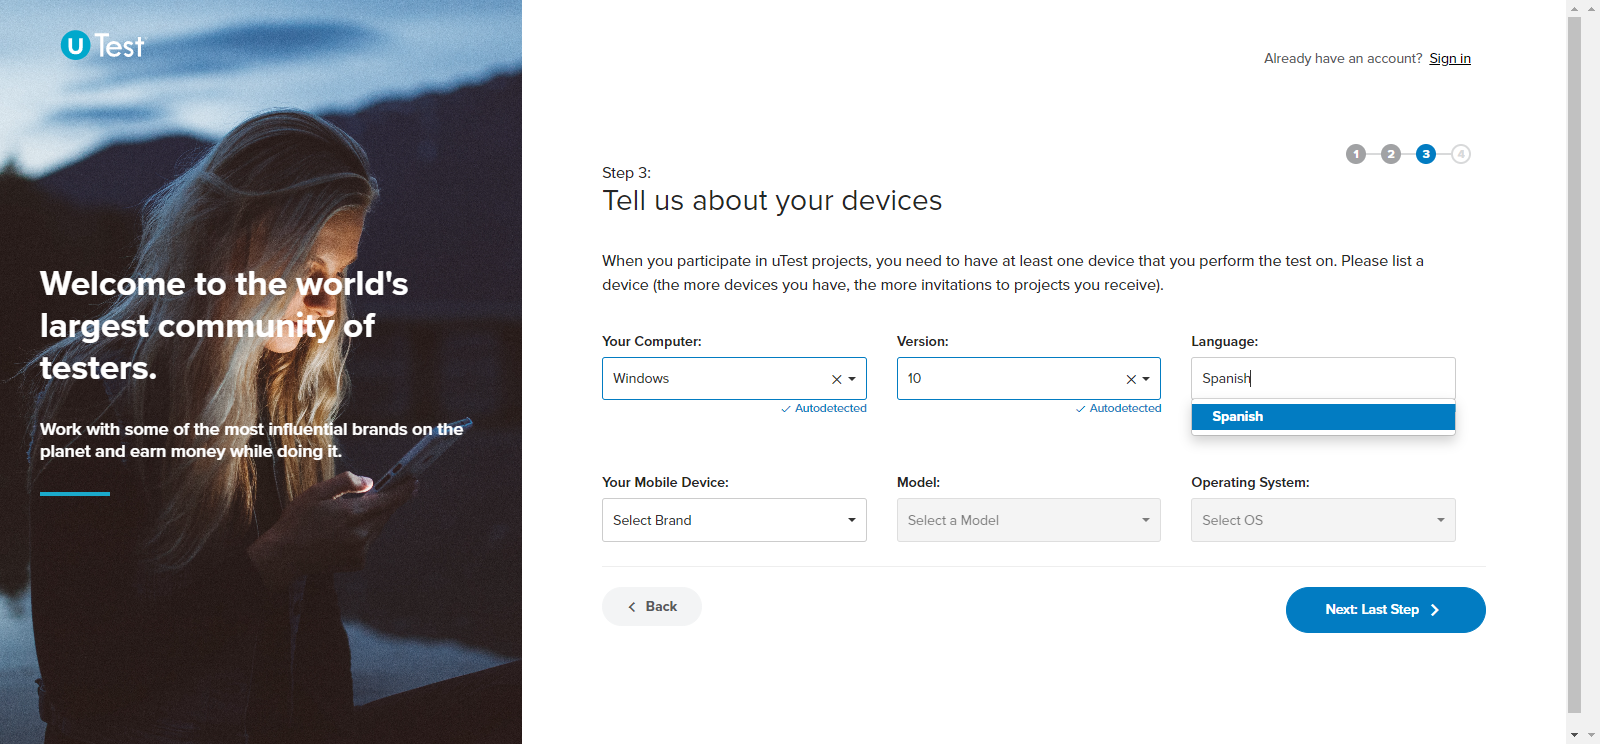 u Test
Already have an account? Sign in
1 2 3 4
Step 3:
Tell us about your devices
When you participate in uTest projects, you need to have at least one device that you perform the test on. Please list a
device (the more devices you have, the more invitations to projects you receive).
Welcome to the world's
largest community of
testers.
Work with some of the most influential brands on the
planet and earn money while doing it.
Your Computer: Version: Language:
Windows 10 Spanish
Autodetected Autodetected
Spanish
Your Mobile Device: Model: Operating System:
Select Brand Select a Model Select OS
Back Next: Last Step